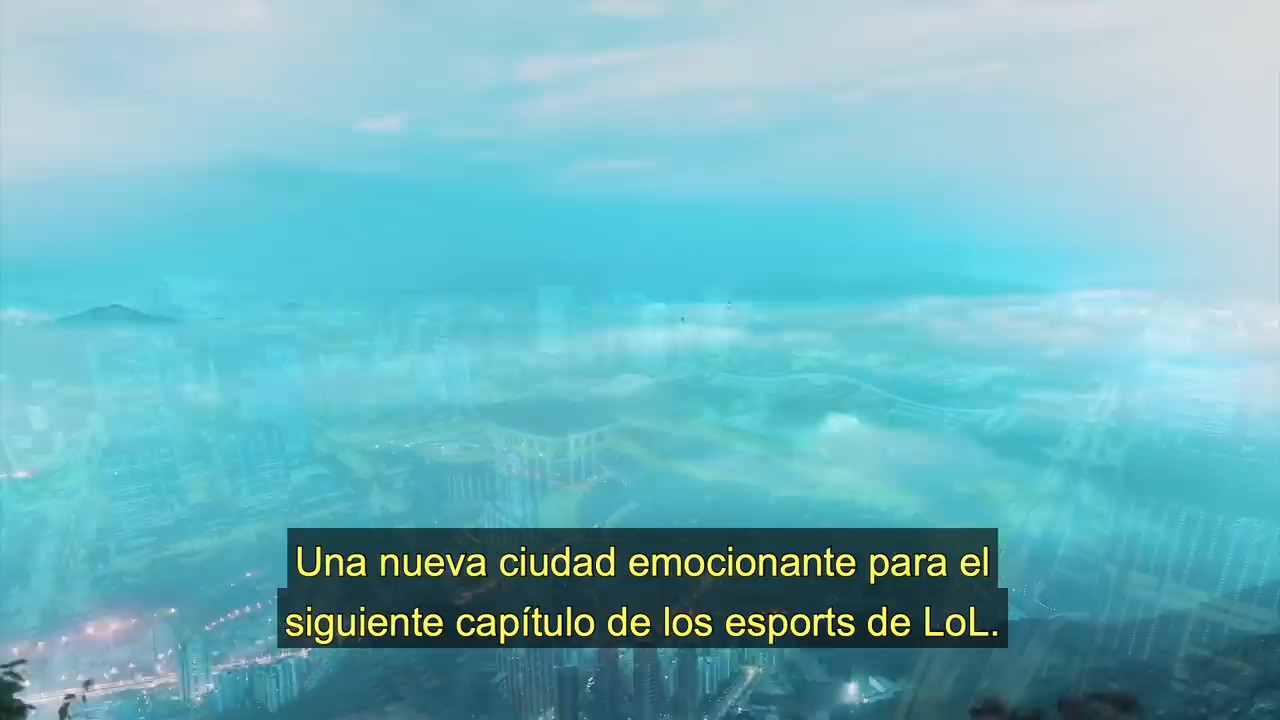 Una nueva ciudad emocionante para el
siguiente capítulo de los esports de LoL.